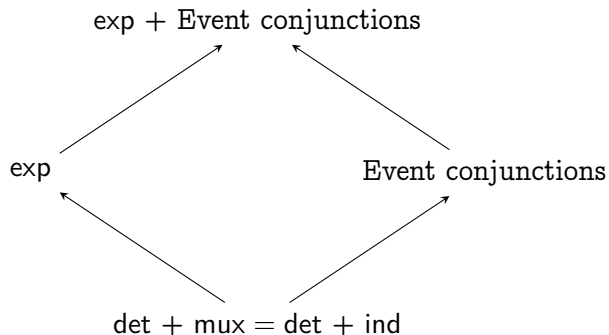 exp + Event conjunctions
exp
Event conjunctions
det + mux = det + ind